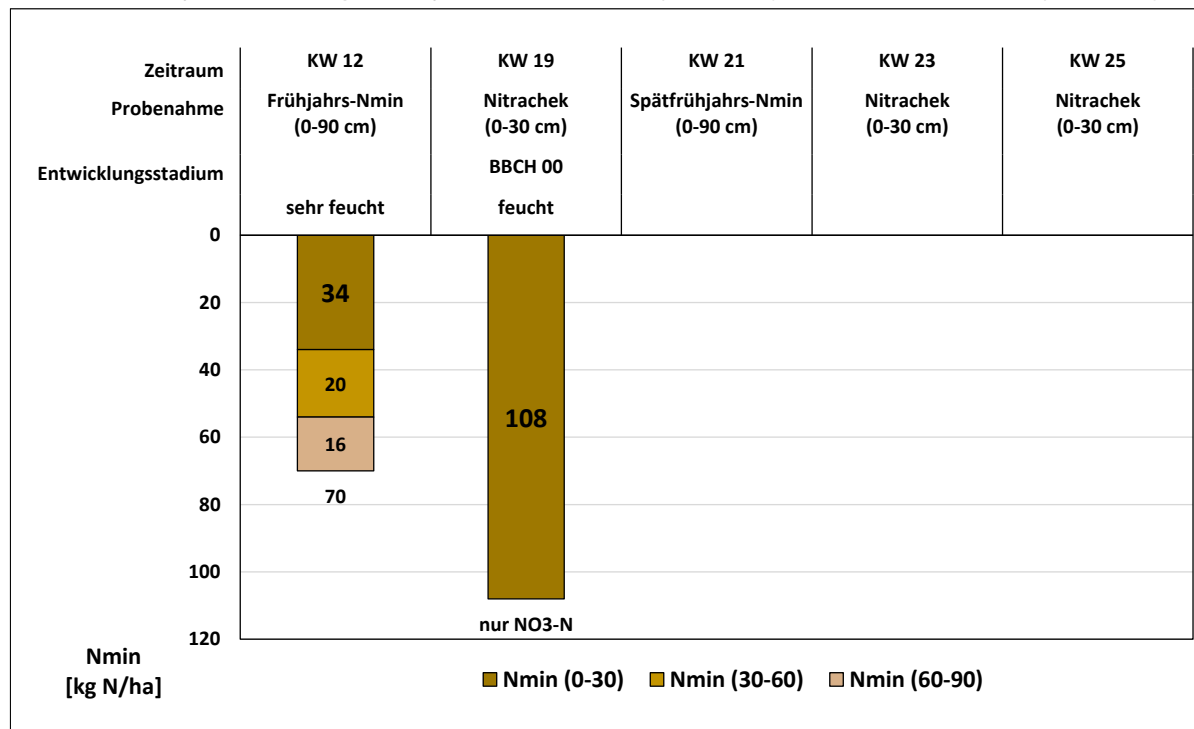 Zeitraum KW 12 KW 19 KW 21 KW 23 KW 25
Probenahme Frühjahrs-Nmin Nitrachek Spätfrühjahrs-Nmin Nitrachek Nitrachek
(0-90 cm) (0-30 cm) (0-90 cm) (0-30 cm) (0-30 cm)
Entwicklungsstadium BBCH 00
sehr feucht feucht
0
34
20
40
20
108
16
60
70
80
100
nur NO3-N
120
Nmin
[kg N/ha]
Nmin (0-30) Nmin (30-60) Nmin (60-90)